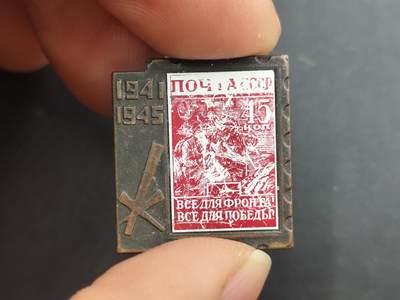 1941
1945
ПОЧТА СССР
45
КОП
ВСЕ ДЛЯ ФРОНТА!
ВСЕ ДЛЯ ПОБЕДЫ!